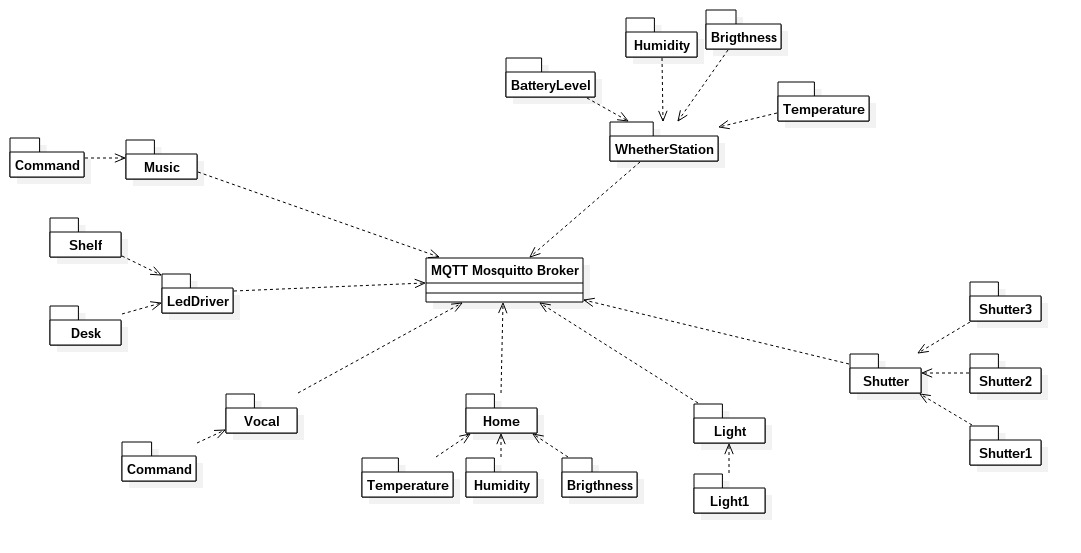 Humidity
Brigthness
BatteryLevel
Temperature
WhetherStation
Command
Music
Shelf
LedDriver
Desk
MQTT Mosquitto Broker
Shutter3
Shutter
Shutter2
Shutter1
Vocal
Command
Home
Temperature
Humidity
Brigthness
Light
Light1